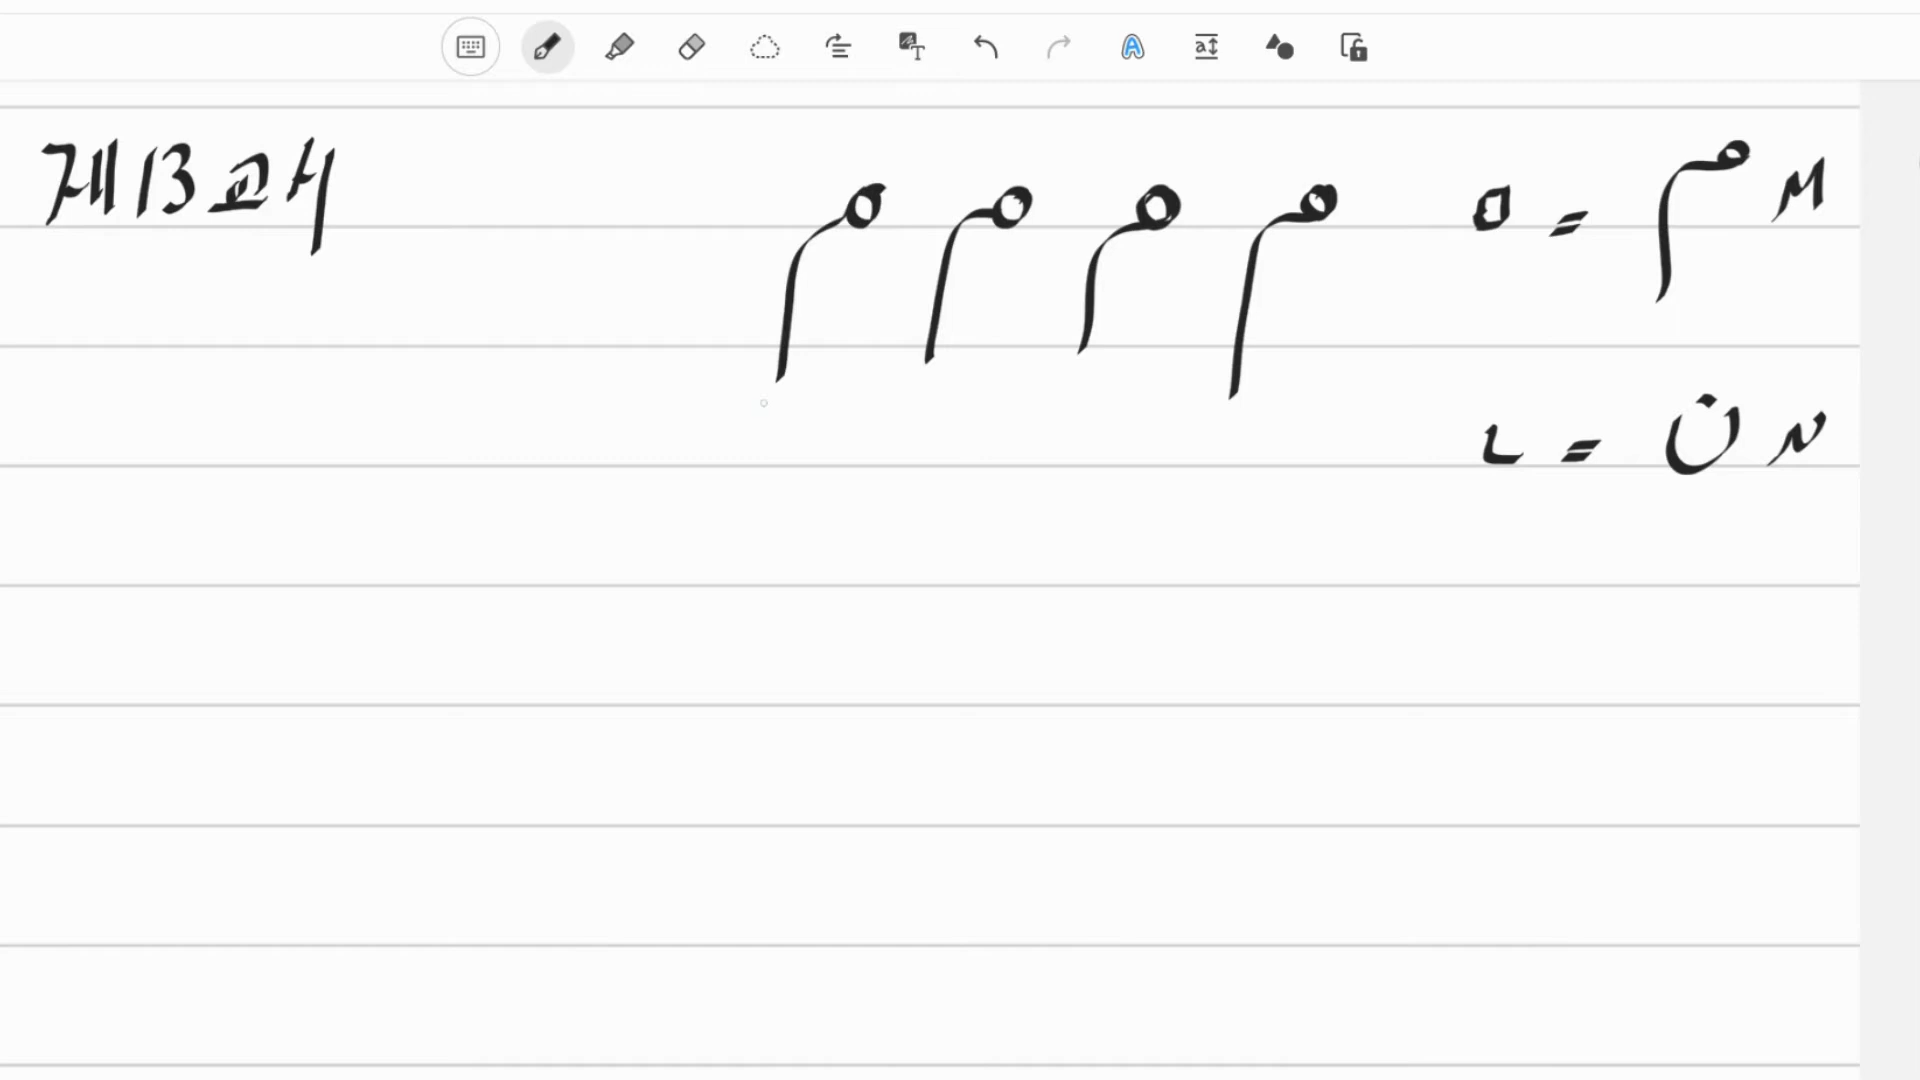 제13교시
م م م م ㅁ = م M
ㄴ = ن N